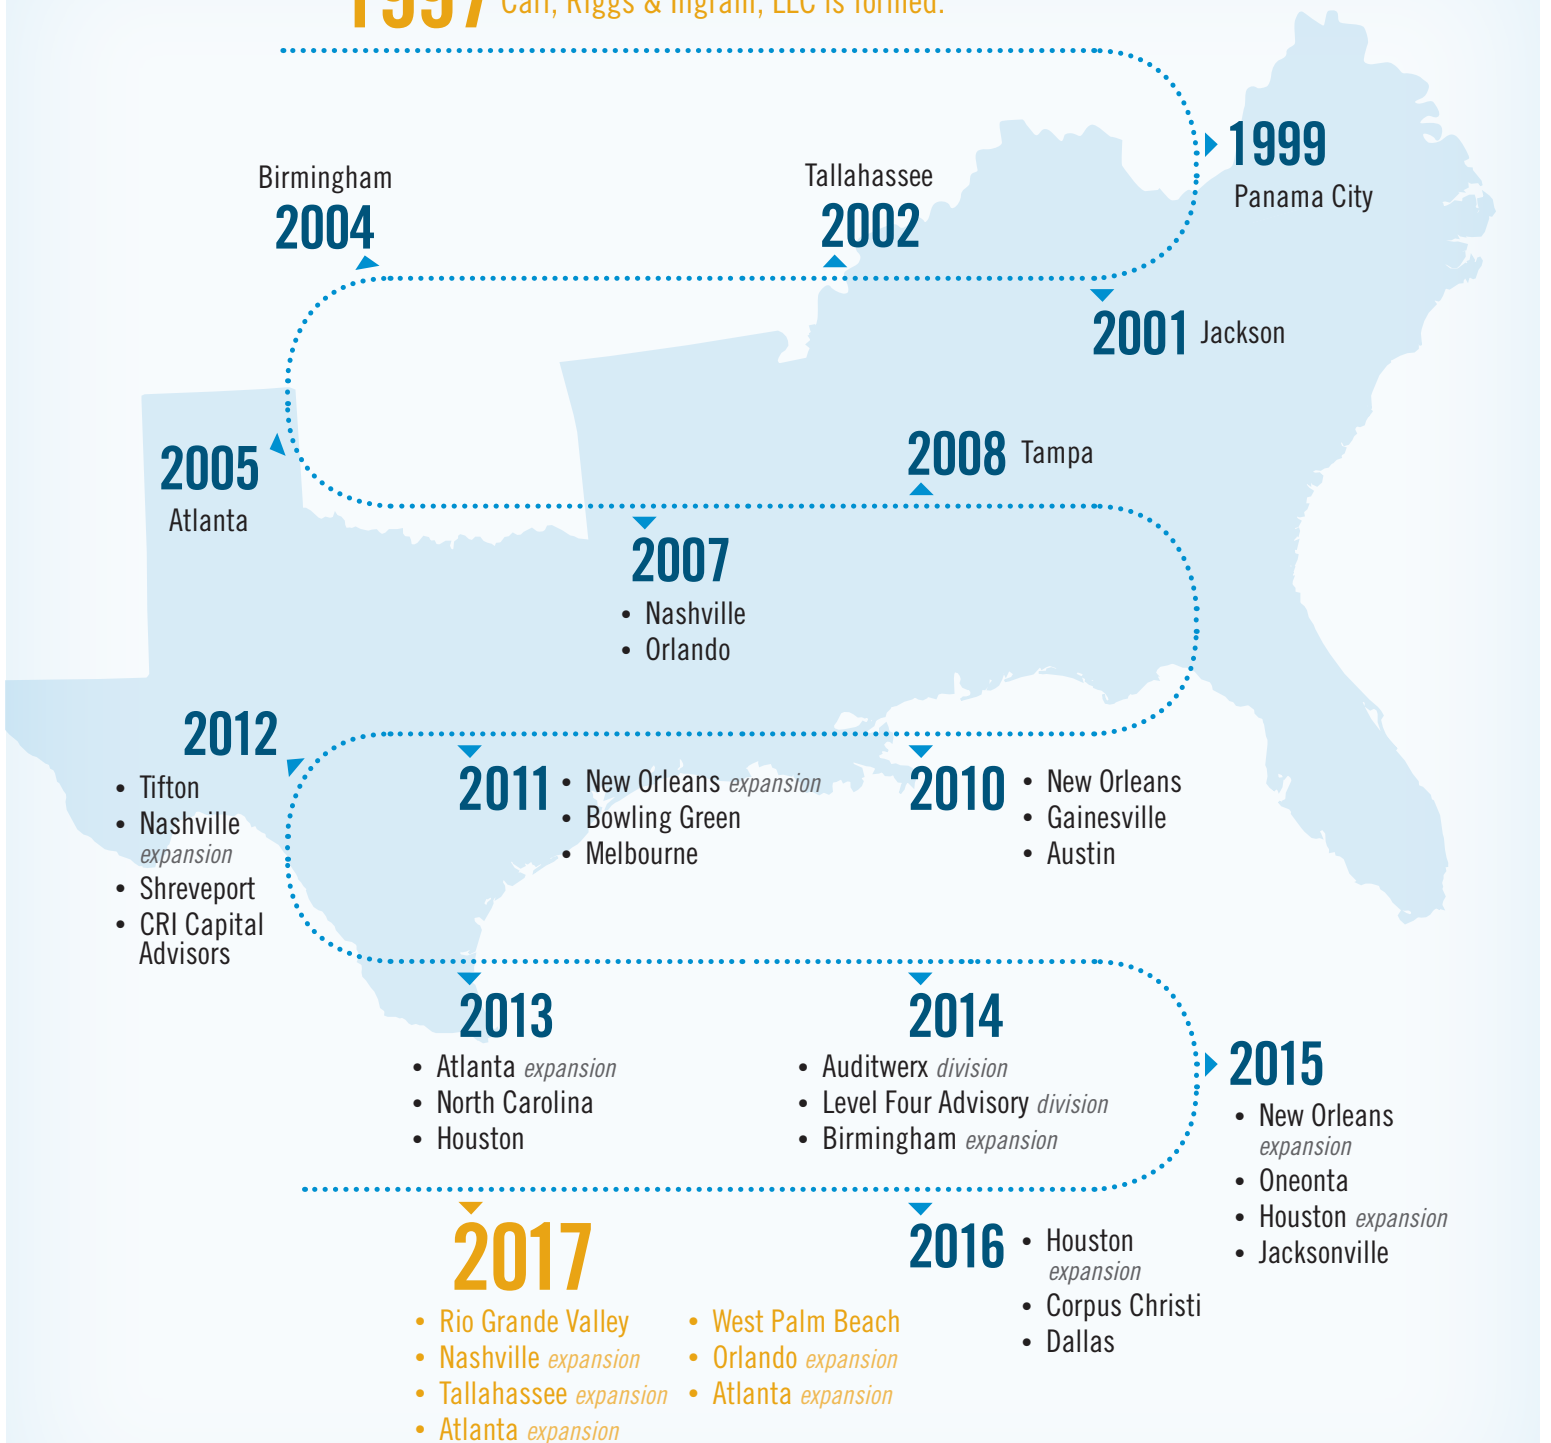 1997 Carr, Riggs & Ingram, LLC is formed.
1999
Panama City
2001 Jackson
Tallahassee
2002
Birmingham
2004
2005
Atlanta
2007
• Nashville
• Orlando
2008 Tampa
2010
• New Orleans
• Gainesville
• Austin
2011
• New Orleans expansion
• Bowling Green
• Melbourne
2012
• Tifton
• Nashville
expansion
• Shreveport
• CRI Capital
Advisors
2013
• Atlanta expansion
• North Carolina
• Houston
2014
• Auditwerx division
• Level Four Advisory division
• Birmingham expansion
2015
• New Orleans
expansion
• Oneonta
• Houston expansion
• Jacksonville
2016
• Houston
expansion
• Corpus Christi
• Dallas
2017
• Rio Grande Valley
• Nashville expansion
• Tallahassee expansion
• Atlanta expansion
• West Palm Beach
• Orlando expansion
• Atlanta expansion